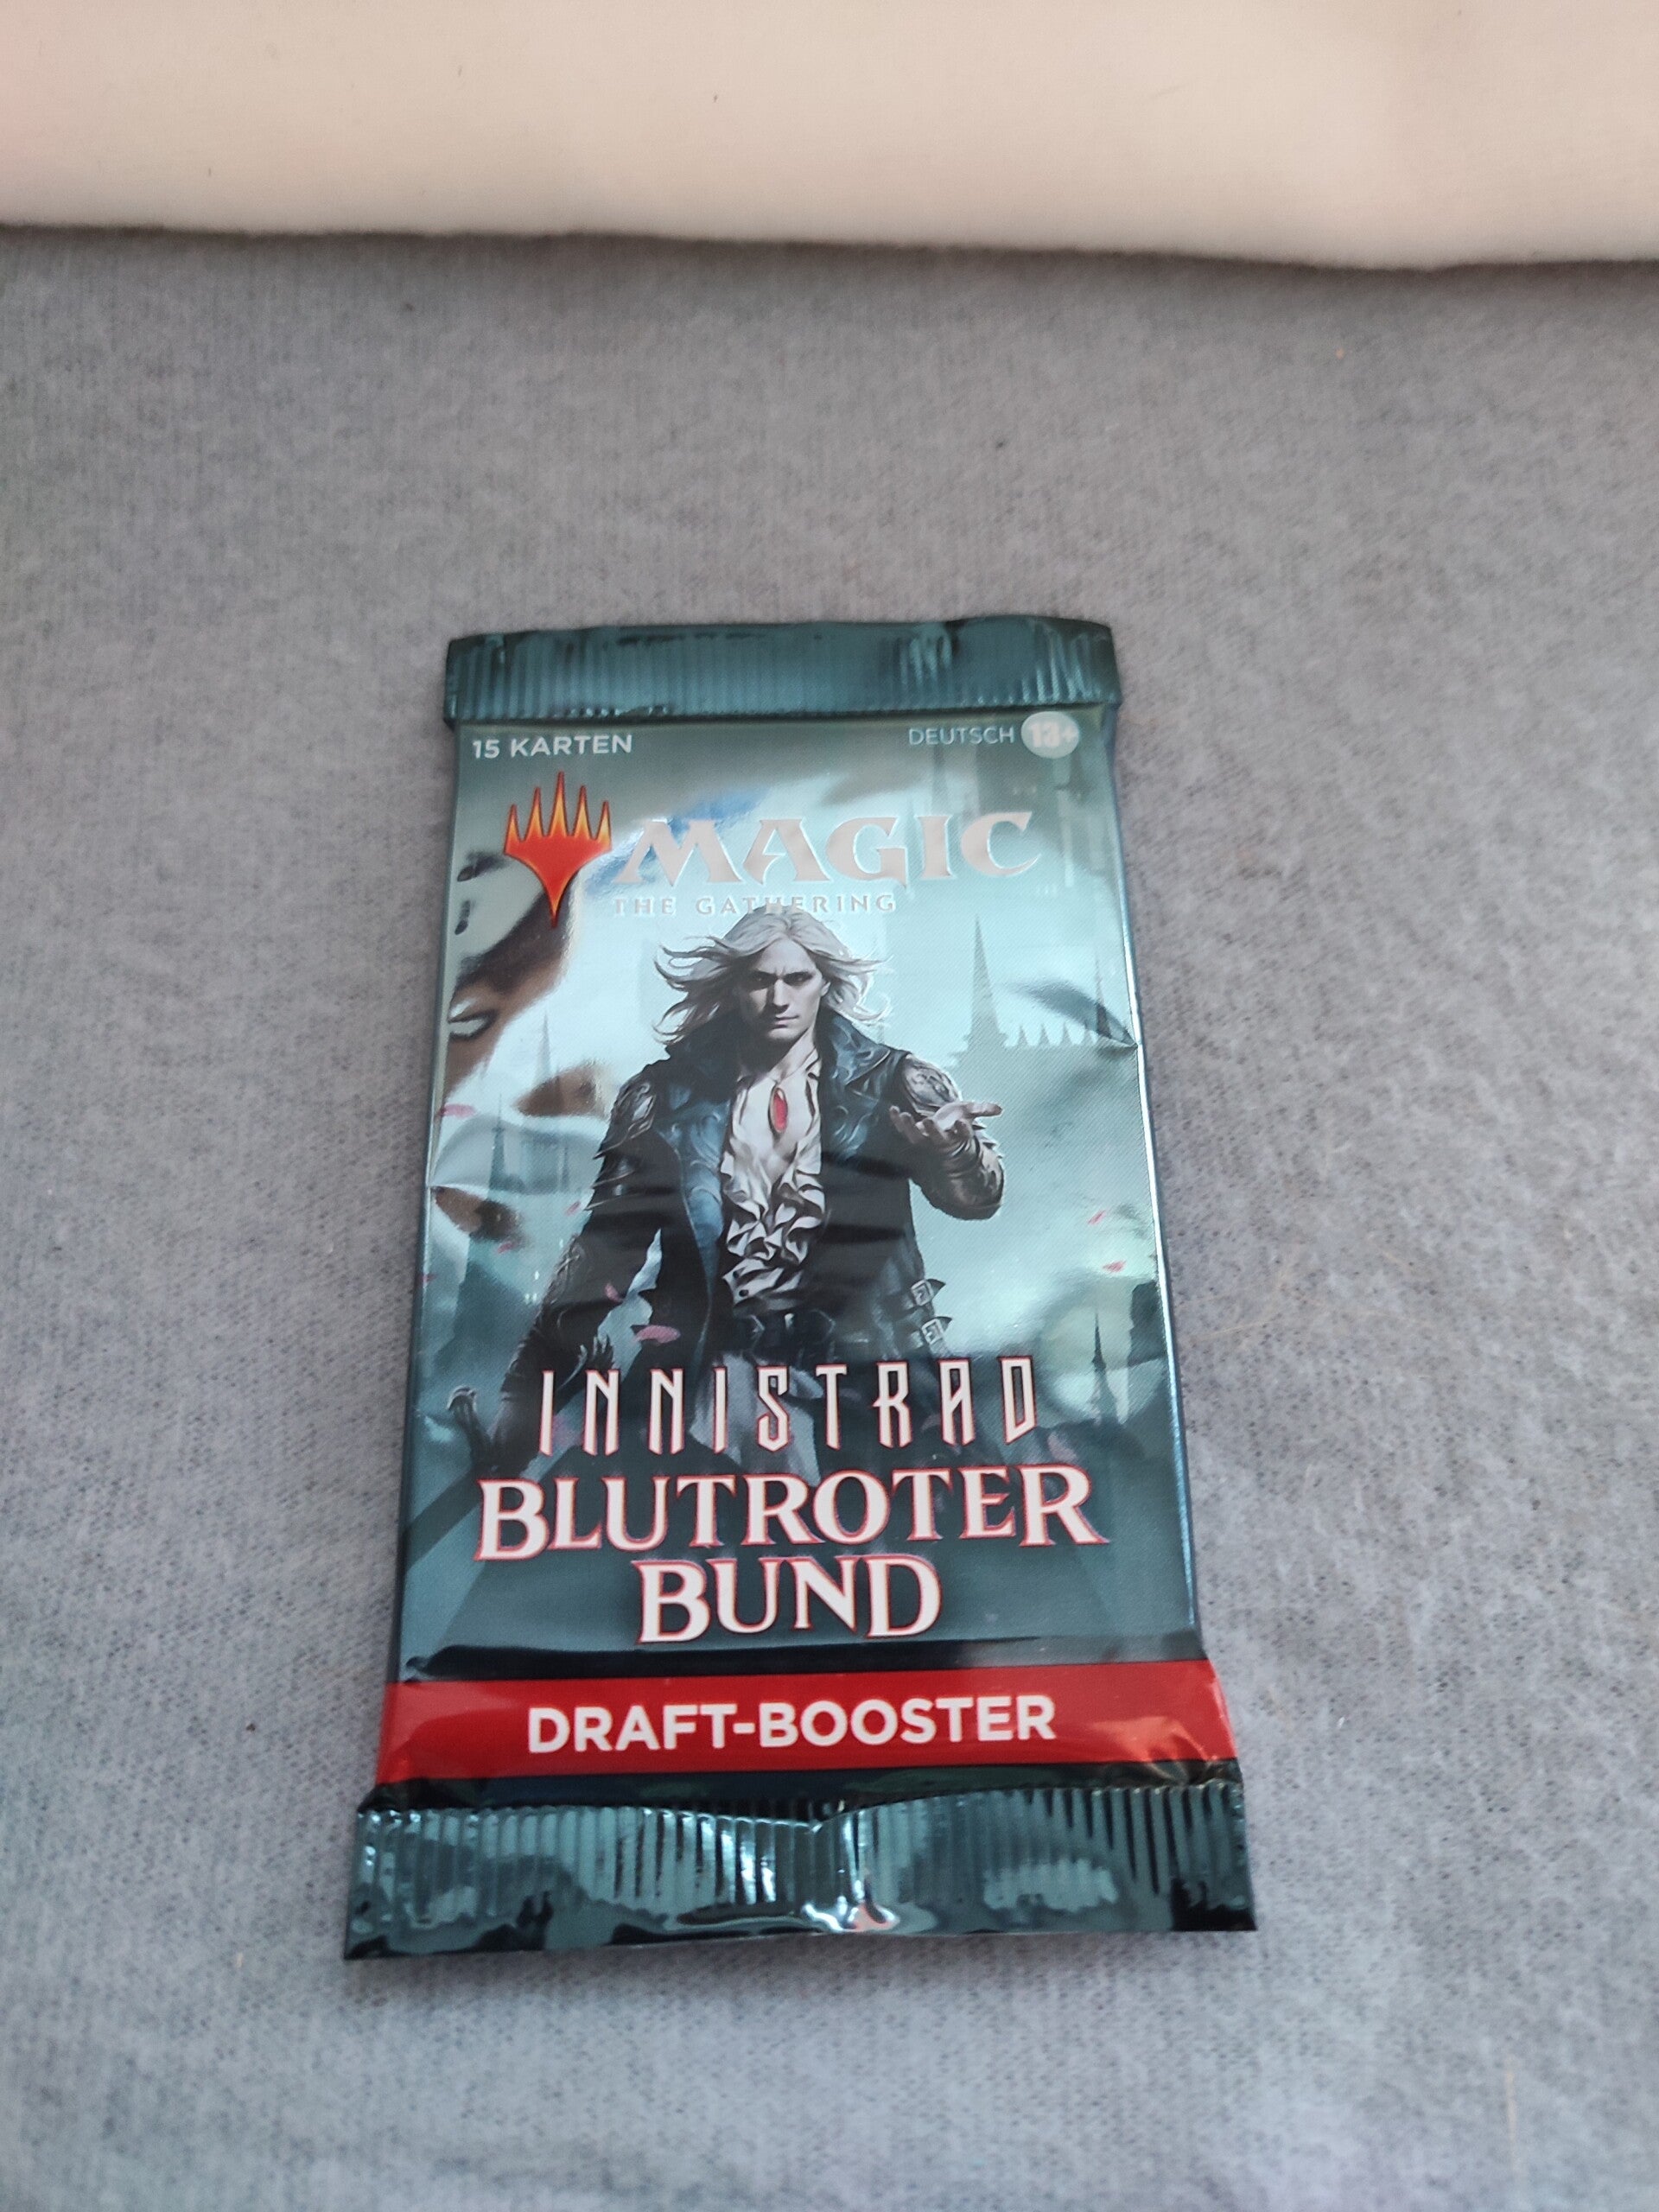 15 KARTEN
DEUTSCH 13+
MAGIC
THE GATHERING
INNISTRAD
BLUTROTER
BUND
DRAFT-BOOSTER